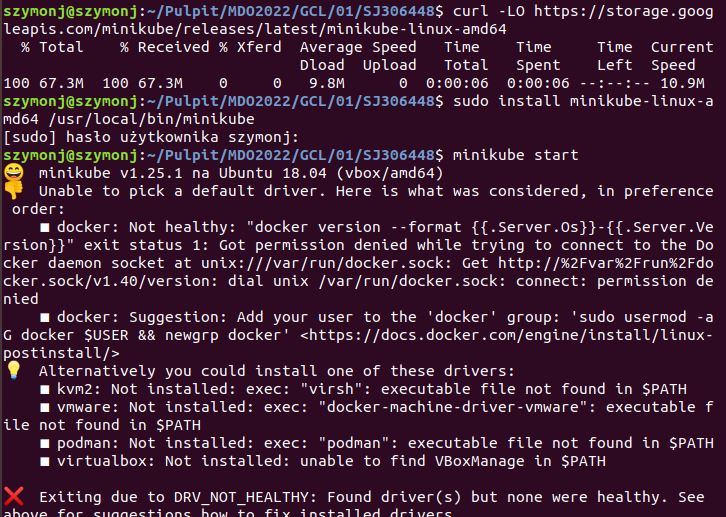 szymonj@szymonj:~/Pulpit/MDO2022/GCL/01/SJ306448$ curl -LO https://storage.goog
leapis.com/minikube/releases/latest/minikube-linux-amd64
% Total % Received % Xferd Average Speed Time Time Time Current
Dload Upload Total Spent Left Speed
100 67.3M 100 67.3M 0 0 9.8M 0 0:00:06 0:00:06 --:--:-- 10.9M
szymonj@szymonj:~/Pulpit/MDO2022/GCL/01/SJ306448$ sudo install minikube-linux-a
md64 /usr/local/bin/minikube
[sudo] hasło użytkownika szymonj:
szymonj@szymonj:~/Pulpit/MDO2022/GCL/01/SJ306448$ minikube start
😄 minikube v1.25.1 na Ubuntu 18.04 (vbox/amd64)
👎 Unable to pick a default driver. Here is what was considered, in preference
order:
■ docker: Not healthy: "docker version --format {{.Server.Os}}-{{.Server.Ve
rsion}}" exit status 1: Got permission denied while trying to connect to the Do
cker daemon socket at unix:///var/run/docker.sock: Get http://%2Fvar%2Frun%2Fdo
cker.sock/v1.40/version: dial unix /var/run/docker.sock: connect: permission de
nied
■ docker: Suggestion: Add your user to the 'docker' group: 'sudo usermod -a
G docker $USER && newgrp docker' <https://docs.docker.com/engine/install/linux-
postinstall/>
💡 Alternatively you could install one of these drivers:
■ kvm2: Not installed: exec: "virsh": executable file not found in $PATH
■ vmware: Not installed: exec: "docker-machine-driver-vmware": executable f
ile not found in $PATH
■ podman: Not installed: exec: "podman": executable file not found in $PATH
■ virtualbox: Not installed: unable to find VBoxManage in $PATH
❌ Exiting due to DRV_NOT_HEALTHY: Found driver(s) but none were healthy. See
above for suggestions how to fix installed drivers